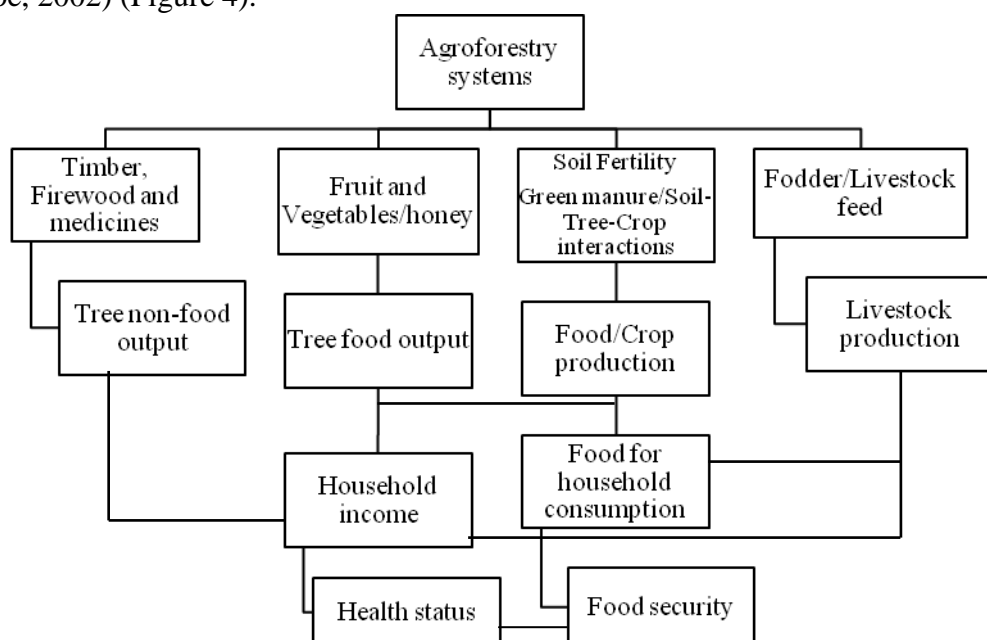 2002) (Figure 4).
Agroforestry
systems
Timber,
Firewood and
medicines
Fruit and
Vegetables/honey
Soil Fertility
Green manure/Soil-
Tree-Crop
interactions
Fodder/Livestock
feed
Tree non-food
output
Tree food output
Food/Crop
production
Livestock
production
Household
income
Food for
household
consumption
Health status
Food security